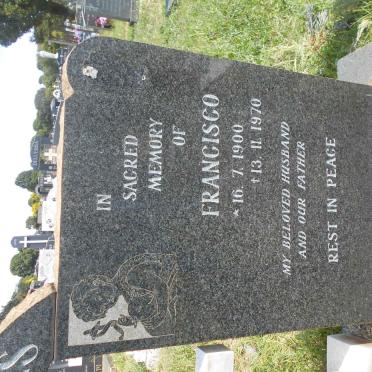 IN
SACRED
MEMORY
OF
FRANCISCO
* 16. 7. 1900
† 13. 11. 1970
MY BELOVED HUSBAND
AND OUR FATHER
REST IN PEACE